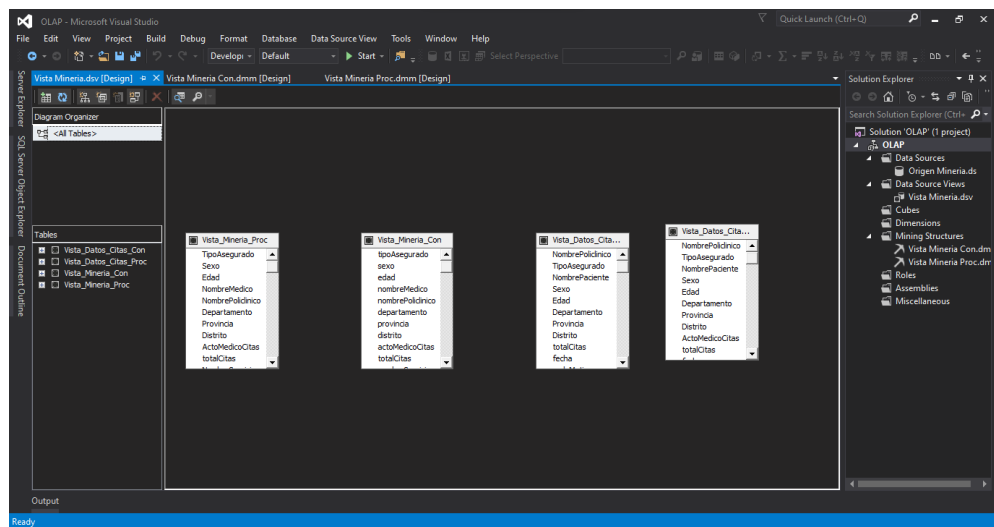 OLAP - Microsoft Visual Studio
Quick Launch (Ctrl+Q)
File Edit View Project Build Debug Format Database Data Source View Tools Window Help
Developi Default Start Select Perspective
Vista Mineria.dsv [Design] Vista Mineria Con.dmm [Design] Vista Mineria Proc.dmm [Design]
Server Explorer
SQL Server Object Explorer
Document Outline
Diagram Organizer
<All Tables>
Tables
Vista_Datos_Citas_Con
Vista_Datos_Citas_Proc
Vista_Mineria_Con
Vista_Mineria_Proc
Vista_Mineria_Proc
TipoAsegurado
Sexo
Edad
NombreMedico
NombrePoliclinico
Departamento
Provincia
Distrito
ActoMedicoCitas
totalCitas
Vista_Mineria_Con
tipoAsegurado
sexo
edad
nombreMedico
nombrePoliclinico
departamento
provincia
distrito
actoMedicoCitas
totalCitas
Vista_Datos_Cita...
NombrePoliclinico
TipoAsegurado
NombrePaciente
Sexo
Edad
Departamento
Provincia
Distrito
totalCitas
fecha
Vista_Datos_Cita...
NombrePoliclinico
TipoAsegurado
NombrePaciente
Sexo
Edad
Departamento
Provincia
Distrito
ActoMedicoCitas
totalCitas
Solution Explorer
Search Solution Explorer (Ctrl+
Solution 'OLAP' (1 project)
OLAP
Data Sources
Origen Mineria.ds
Data Source Views
Vista Mineria.dsv
Cubes
Dimensions
Mining Structures
Vista Mineria Con.dm
Vista Mineria Proc.dm
Roles
Assemblies
Miscellaneous
Output
Ready